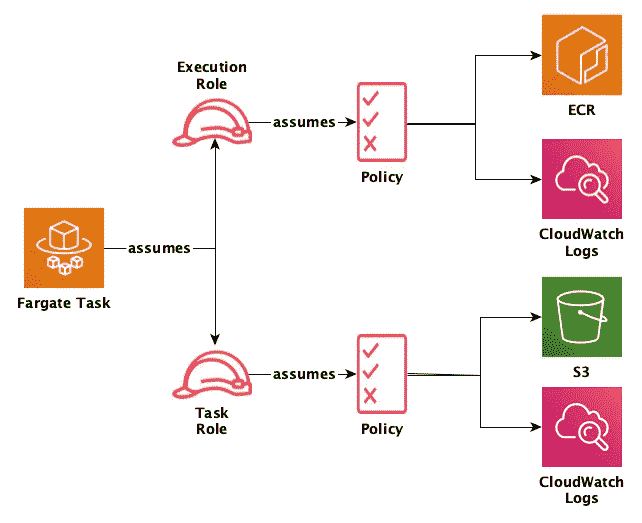 Execution
Role
assumes
Policy
ECR
CloudWatch
Logs
Fargate Task
assumes
Task
Role
assumes
Policy
S3
CloudWatch
Logs